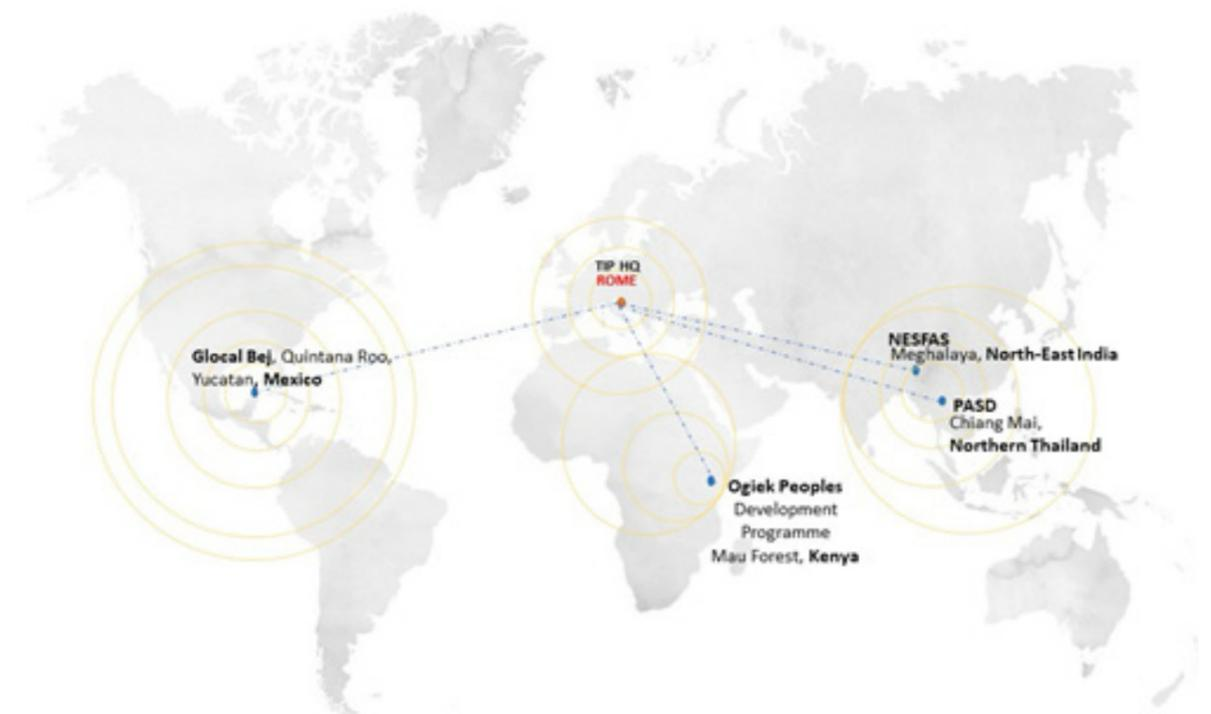 TIP HQ
ROME
Glocal Bej, Quintana Roo,
Yucatan, Mexico
NESFAS
Meghalaya, North-East India
PASD
Chiang Mai,
Northern Thailand
Ogiek Peoples
Development
Programme
Mau Forest, Kenya